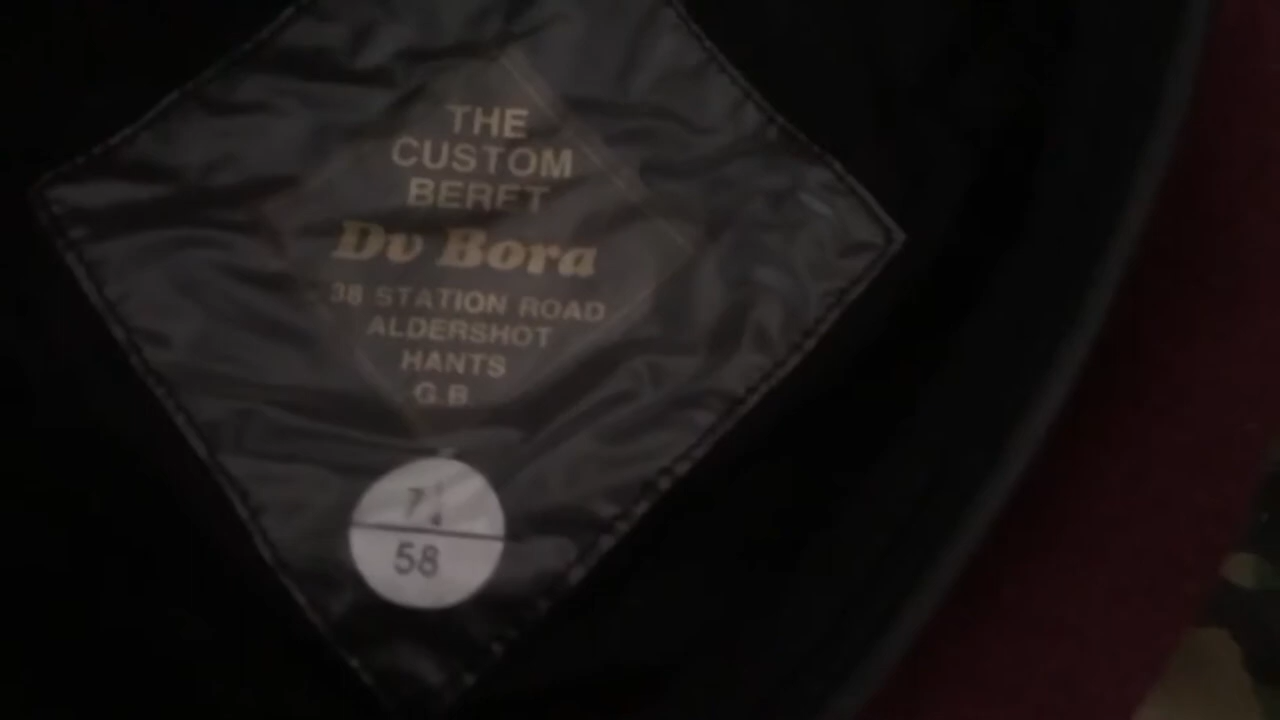 THE
CUSTOM
BERET
Du Bora
38 STATION ROAD
ALDERSHOT
HANTS
G.B.
58